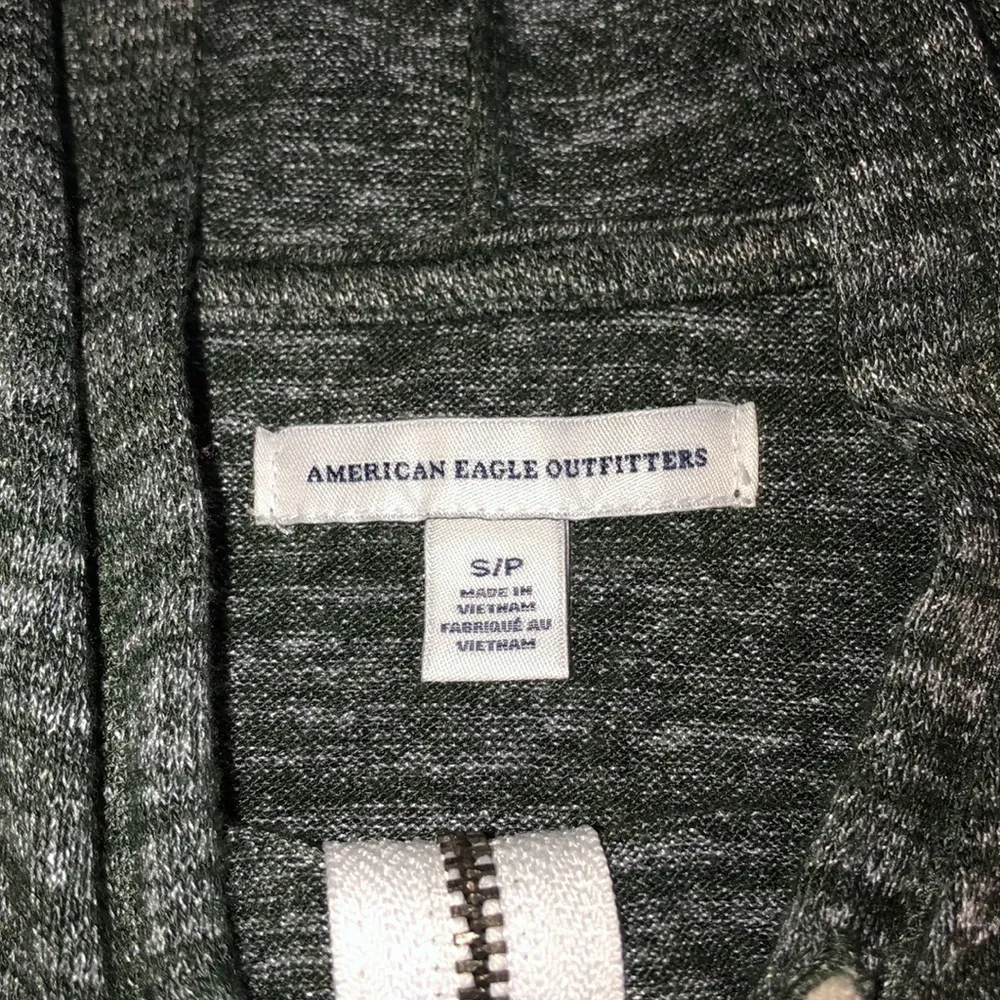 AMERICAN EAGLE OUTFITTERS
S/P
MADE IN
VIETNAM
FABRIQUÉ AU
VIETNAM